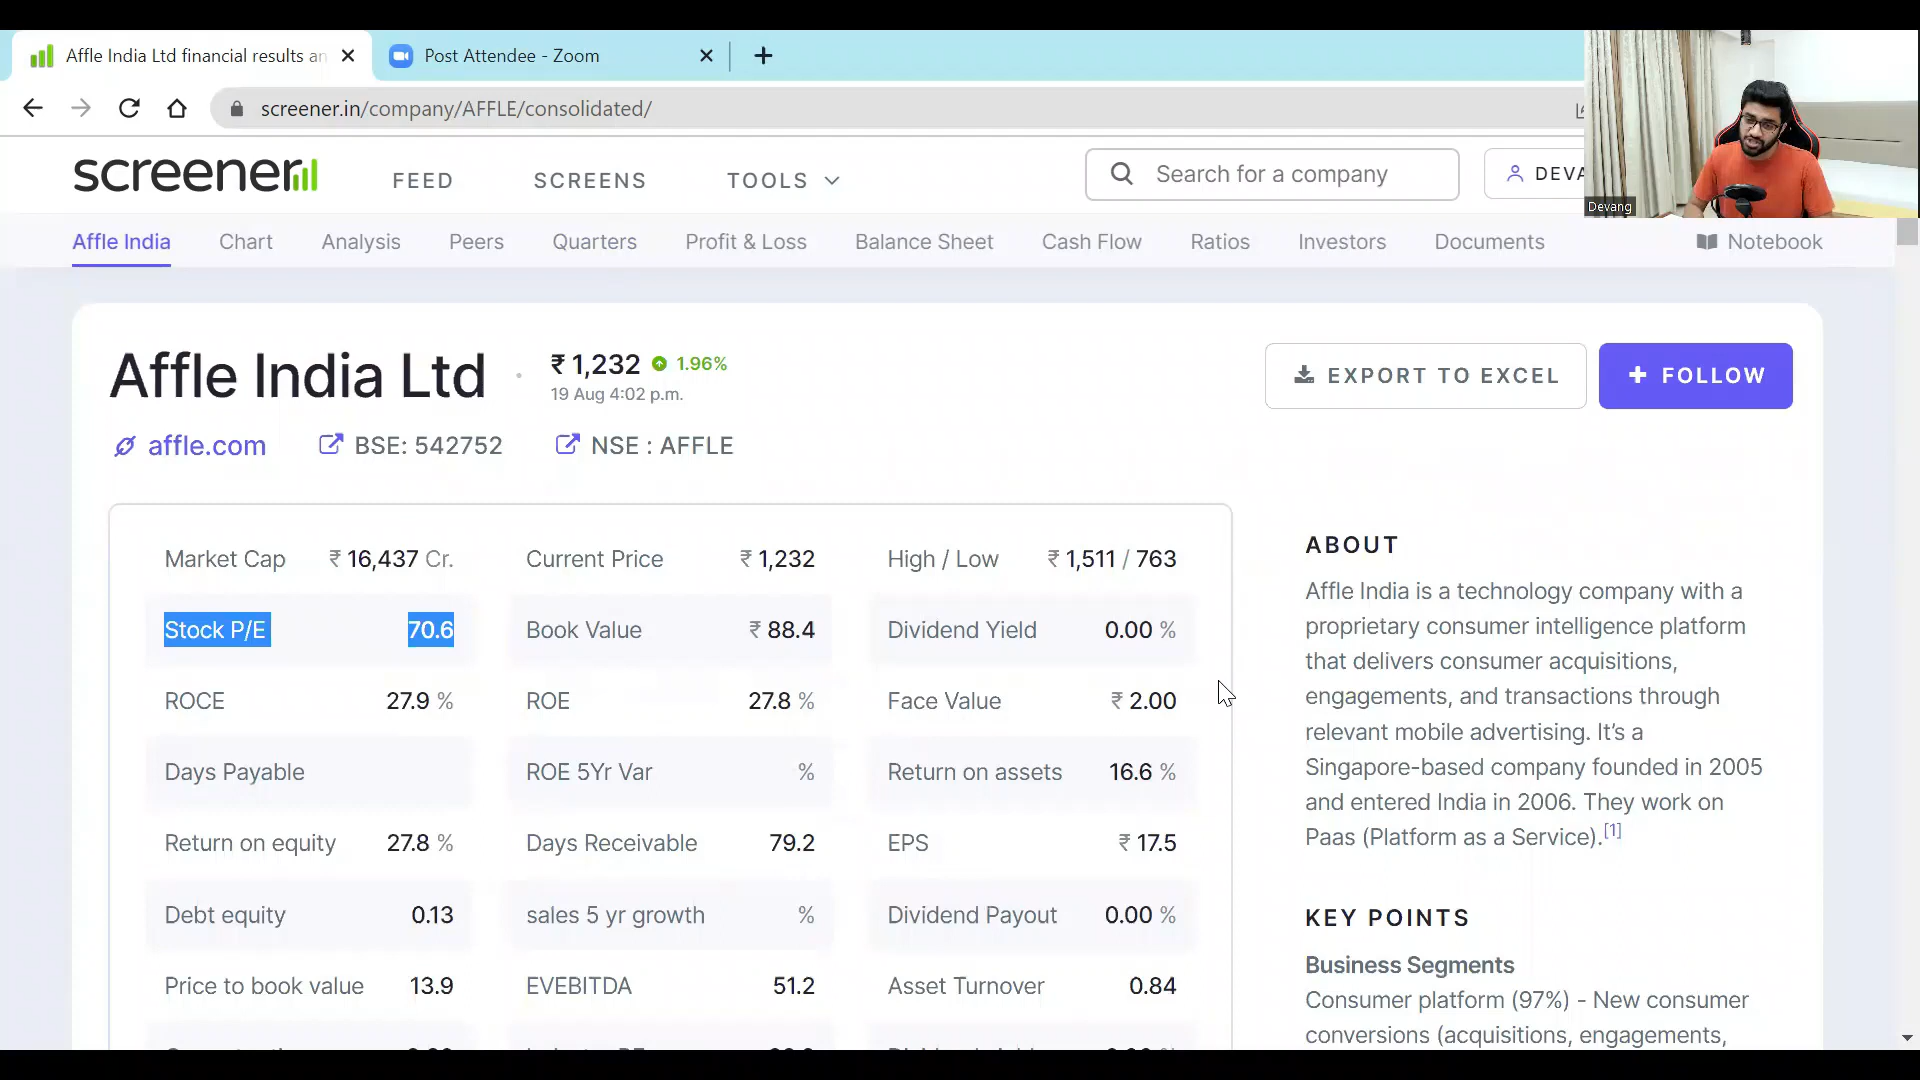 Affle India Ltd financial results an
Post Attendee - Zoom
screener.in/company/AFFLE/consolidated/
screener
FEED
SCREENS
TOOLS
Search for a company
DEVA
Devang
Affle India
Chart
Analysis
Peers
Quarters
Profit & Loss
Balance Sheet
Cash Flow
Ratios
Investors
Documents
Notebook
Affle India Ltd
₹ 1,232 1.96%
19 Aug 4:02 p.m.
EXPORT TO EXCEL
+ FOLLOW
affle.com
BSE: 542752
NSE : AFFLE
Market Cap ₹ 16,437 Cr.
Current Price ₹ 1,232
High / Low ₹ 1,511 / 763
Stock P/E 70.6
Book Value ₹ 88.4
Dividend Yield 0.00 %
ROCE 27.9 %
ROE 27.8 %
Face Value ₹ 2.00
Days Payable
ROE 5Yr Var %
Return on assets 16.6 %
Return on equity 27.8 %
Days Receivable 79.2
EPS ₹ 17.5
Debt equity 0.13
sales 5 yr growth %
Dividend Payout 0.00 %
Price to book value 13.9
EVEBITDA 51.2
Asset Turnover 0.84
ABOUT
Affle India is a technology company with a
proprietary consumer intelligence platform
that delivers consumer acquisitions,
engagements, and transactions through
relevant mobile advertising. It's a
Singapore-based company founded in 2005
and entered India in 2006. They work on
Paas (Platform as a Service).[1]
KEY POINTS
Business Segments
Consumer platform (97%) - New consumer
conversions (acquisitions, engagements,